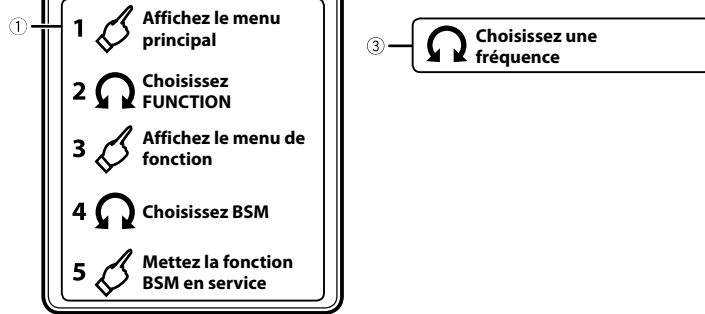 ①
1 Affichez le menu
principal
2 Choisissez
FUNCTION
3 Affichez le menu de
fonction
4 Choisissez BSM
5 Mettez la fonction
BSM en service
③
Choisissez une
fréquence